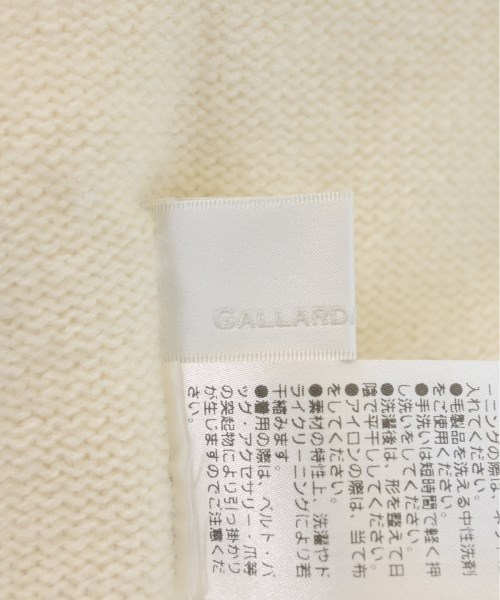 GALLARDA
ーニングの際は
入れてください。
●毛製品を洗える中性洗剤
をご使用ください。
●手洗いは短時間で軽く押
し洗いをしてください。
●洗濯後は、形を整えて日
陰で平干ししてください。
●アイロンの際は、当て布
をしてください。
●素材の特性上、洗濯やド
ライクリーニングにより若
干縮みます。
●着用の際は、ベルト・バ
ッグ・アクセサリー・爪等
の突起物により引っ掛かり
が生じますのでご注意くだ
さい。